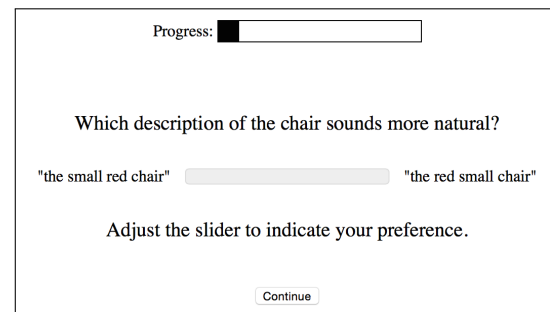 Progress:
Which description of the chair sounds more natural?
"the small red chair" "the red small chair"
Adjust the slider to indicate your preference.
Continue